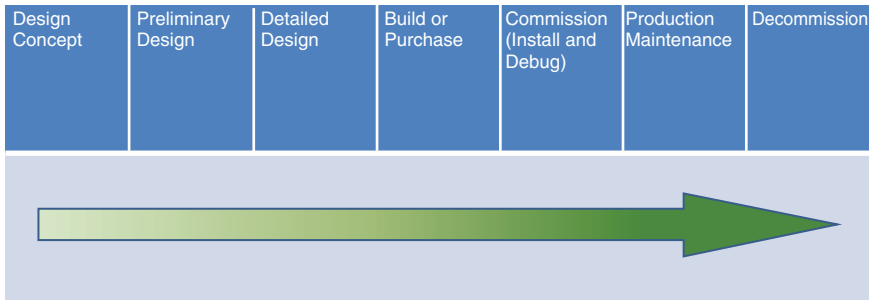 Design
Concept
Preliminary
Design
Detailed
Design
Build or
Purchase
Commission
(Install and
Debug)
Production
Maintenance
Decommission